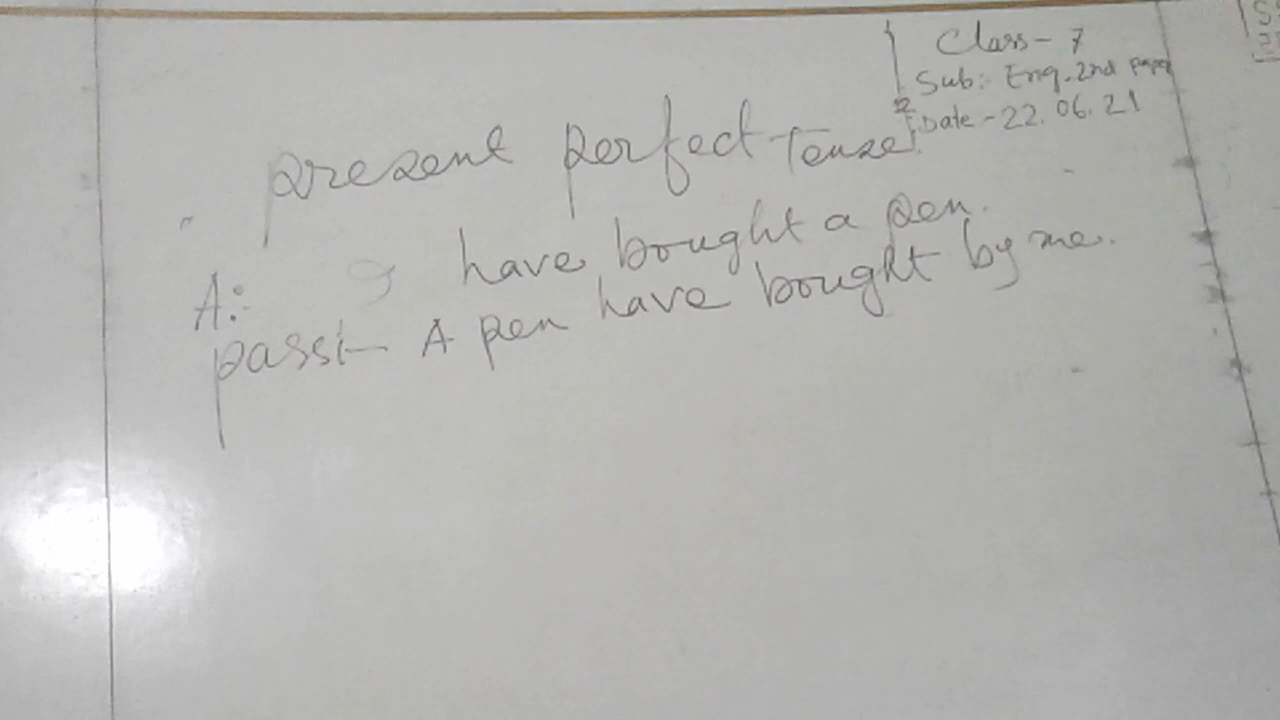 Class- 7
Sub: Eng. 2nd paper
Date - 22. 06. 21
present perfect Tense
A: I have bought a pen.
passi- A pen have bought by me.